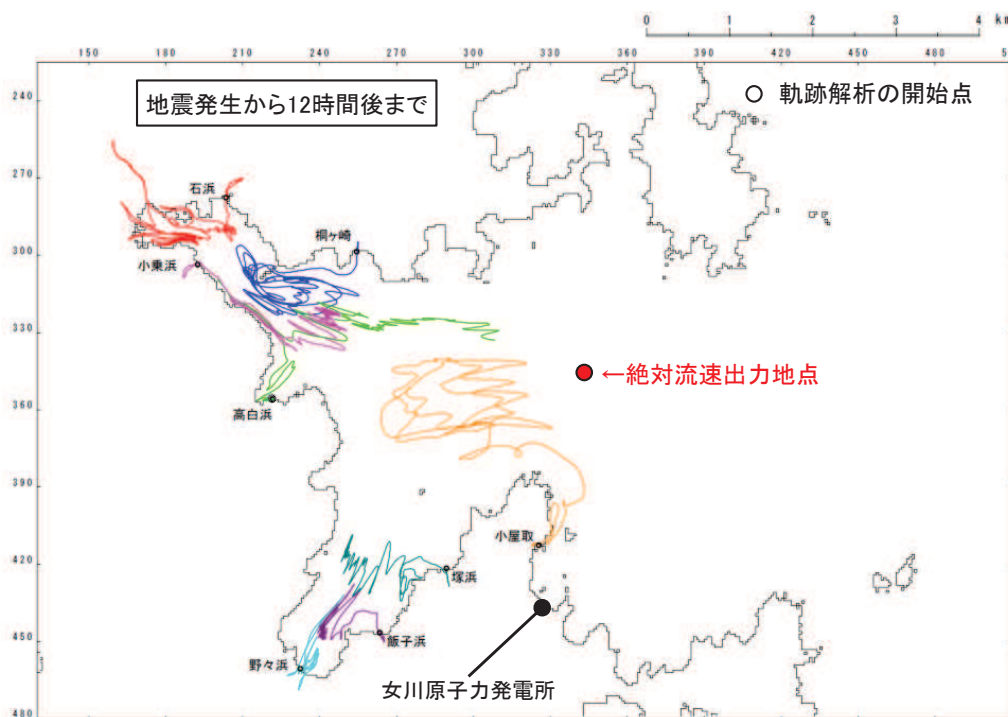 0 1 2 3 4 km
150 180 210 240 270 300 330 360 390 420 450 480
240
地震発生から12時間後まで
○ 軌跡解析の開始点
270
石浜
300
桐ヶ崎
小乗浜
330
←絶対流速出力地点
360
高白浜
390
小屋取
420
塚浜
飯子浜
450
野々浜
女川原子力発電所
480